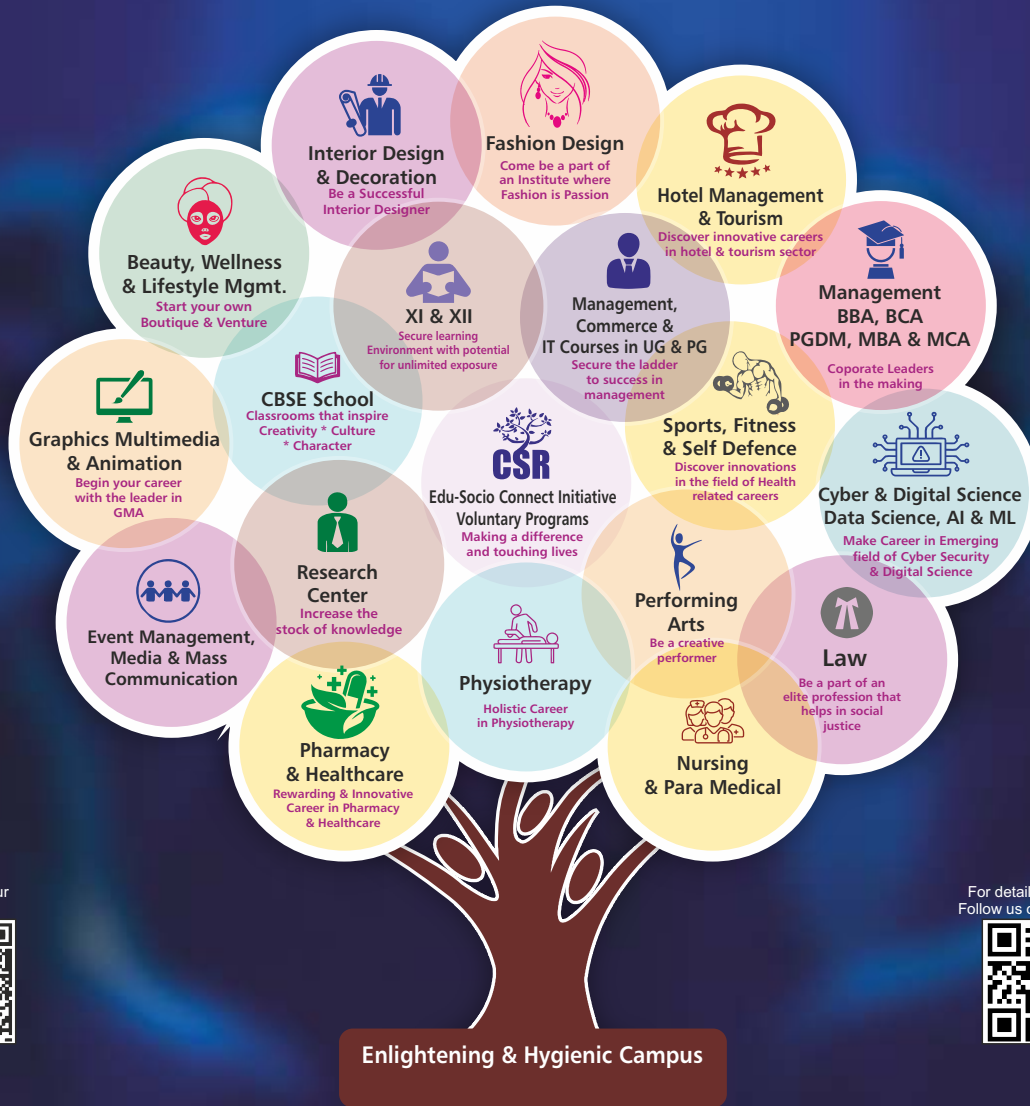 Fashion Design
Come be a part of
an Institute where
Fashion is Passion
Interior Design
& Decoration
Be a Successful
Interior Designer
Hotel Management
& Tourism
Discover innovative careers
in hotel & tourism sector
Beauty, Wellness
& Lifestyle Mgmt.
Start your own
Boutique & Venture
XI & XII
Secure learning
Environment with potential
for unlimited exposure
Management,
Commerce &
IT Courses in UG & PG
Secure the ladder
to success in
management
Management
BBA, BCA
PGDM, MBA & MCA
Coporate Leaders
in the making
Graphics Multimedia
& Animation
Begin your career
with the leader in
GMA
CBSE School
Classrooms that inspire
Creativity * Culture
* Character
CSR
Edu-Socio Connect Initiative
Voluntary Programs
Making a difference
and touching lives
Sports, Fitness
& Self Defence
Discover innovations
in the field of Health
related careers
Cyber & Digital Science
Data Science, AI & ML
Make Career in Emerging
field of Cyber Security
& Digital Science
Research
Center
Increase the
stock of knowledge
Event Management,
Media & Mass
Communication
Performing
Arts
Be a creative
performer
Law
Be a part of an
elite profession that
helps in social
justice
Physiotherapy
Holistic Career
in Physiotherapy
Pharmacy
& Healthcare
Rewarding & Innovative
Career in Pharmacy
& Healthcare
Nursing
& Para Medical
For detail
Follow us
Enlightening & Hygienic Campus